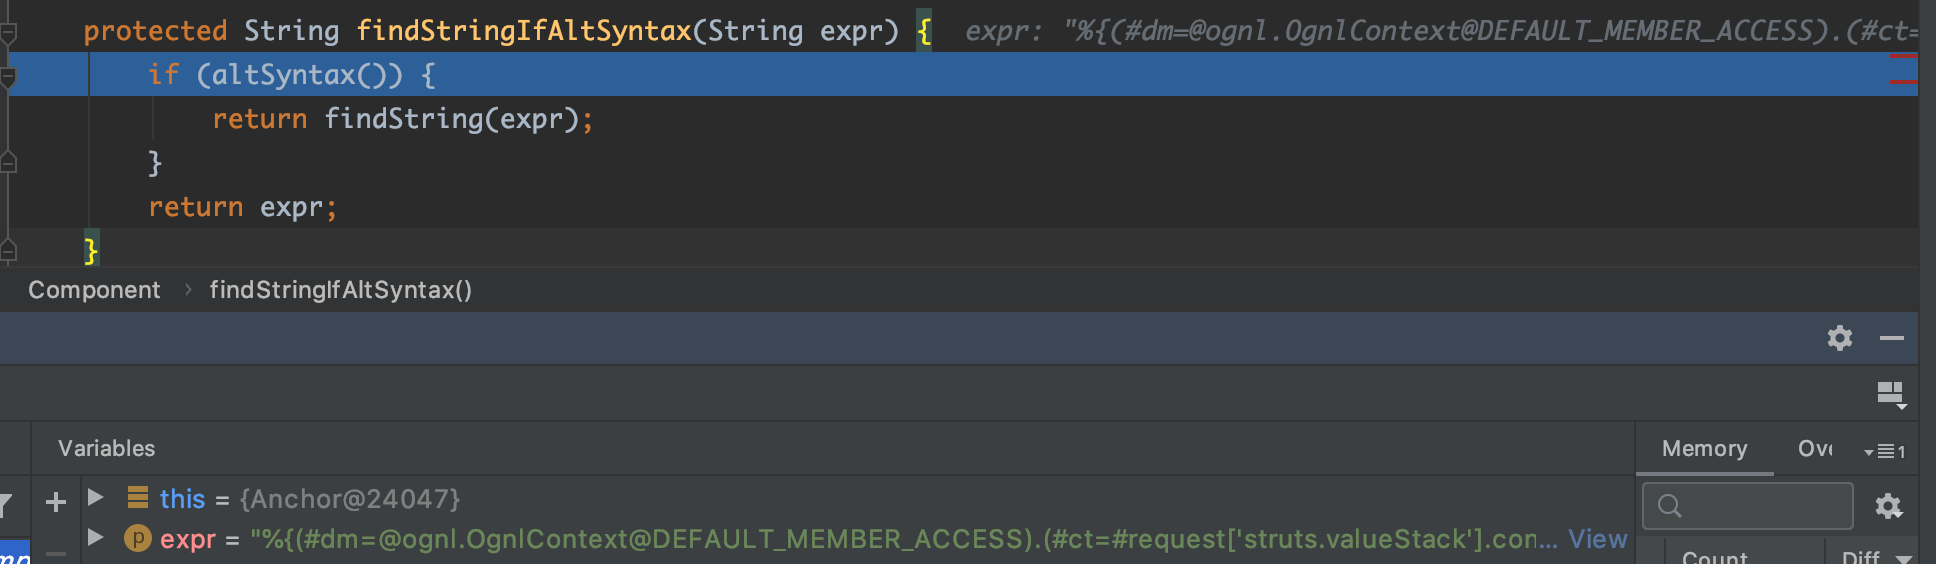 protected String findStringIfAltSyntax(String expr) { expr: "%{(#dm=@ognl.OgnlContext@DEFAULT_MEMBER_ACCESS).(#ct=
if (altSyntax()) {
return findString(expr);
}
return expr;
}
Component › findStringIfAltSyntax()
Variables
Memory
this = {Anchor@24047}
expr = "%{(#dm=@ognl.OgnlContext@DEFAULT_MEMBER_ACCESS).(#ct=#request['struts.valueStack'].con... View
Count
Diff